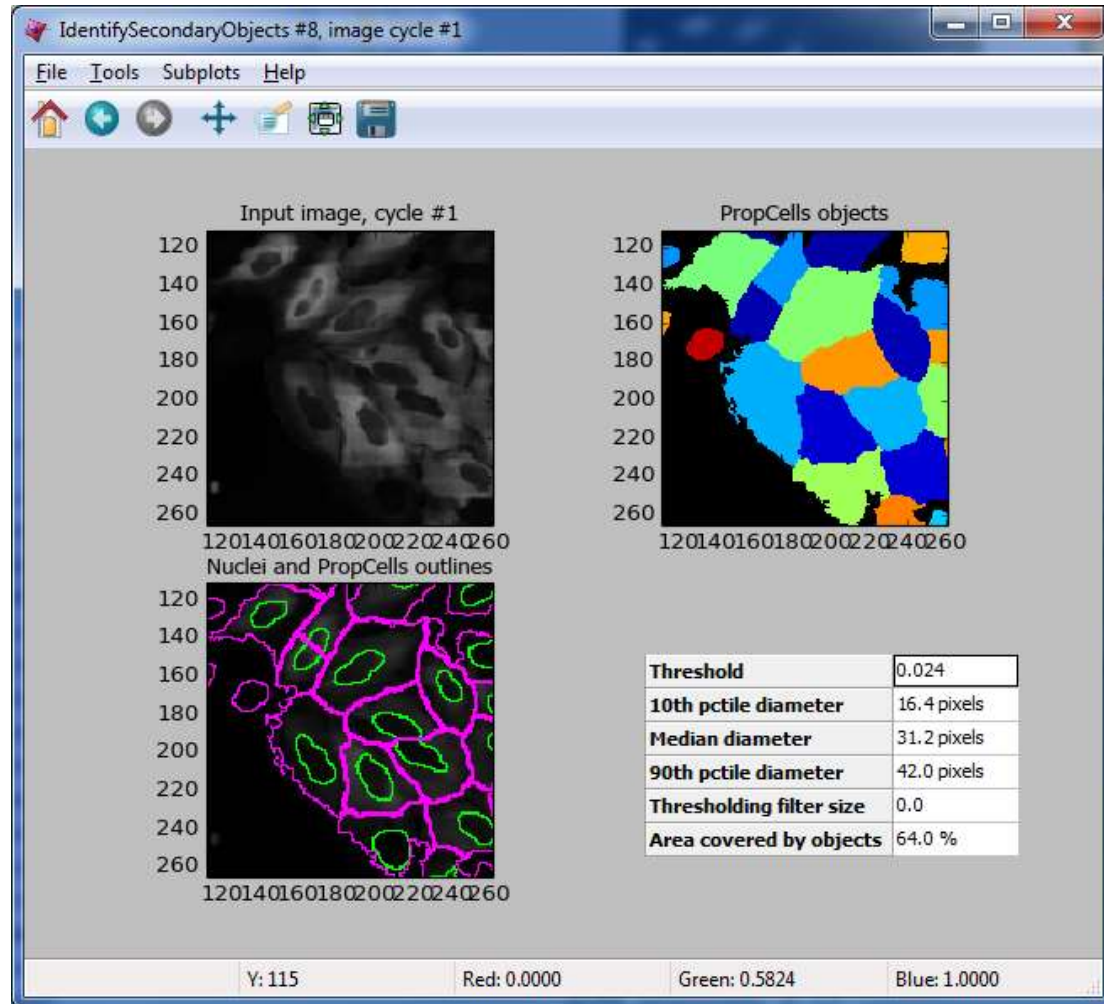 IdentifySecondaryObjects #8, image cycle #1
File Tools Subplots Help
Input image, cycle #1
120
140
160
180
200
220
240
260
120140160180200220240260
PropCells objects
120
140
160
180
200
220
240
260
120140160180200220240260
Nuclei and PropCells outlines
120
140
160
180
200
220
240
260
120140160180200220240260
Threshold 0.024
10th pctile diameter 16.4 pixels
Median diameter 31.2 pixels
90th pctile diameter 42.0 pixels
Thresholding filter size 0.0
Area covered by objects 64.0 %
Y: 115 Red: 0.0000 Green: 0.5824 Blue: 1.0000